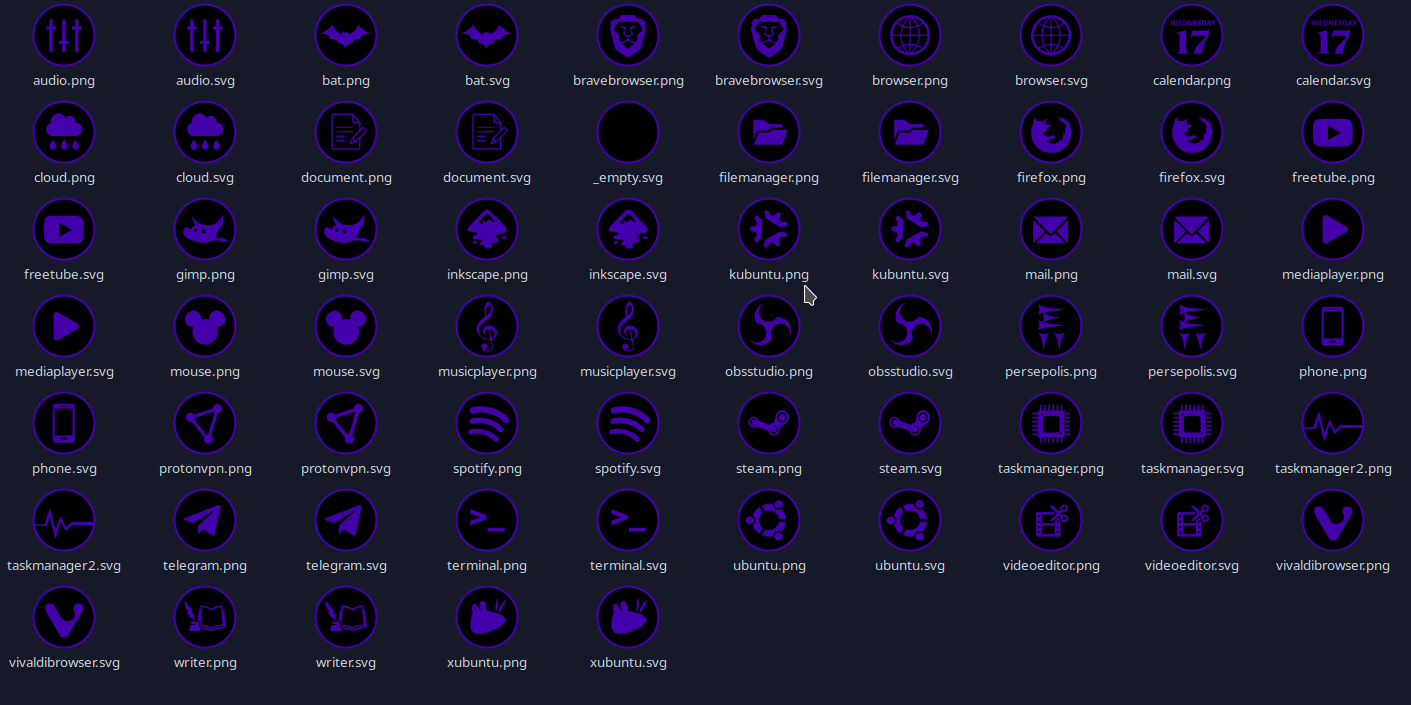 WEDNESDAY WEDNESDAY
17 17
audio.png audio.svg bat.png bat.svg bravebrowser.png bravebrowser.svg browser.png browser.svg calendar.png calendar.svg
cloud.png cloud.svg document.png document.svg _empty.svg filemanager.png filemanager.svg firefox.png firefox.svg freetube.png
freetube.svg gimp.png gimp.svg inkscape.png inkscape.svg kubuntu.png kubuntu.svg mail.png mail.svg mediaplayer.png
mediaplayer.svg mouse.png mouse.svg musicplayer.png musicplayer.svg obsstudio.png obsstudio.svg persepolis.png persepolis.svg phone.png
phone.svg protonvpn.png protonvpn.svg spotify.png spotify.svg steam.png steam.svg taskmanager.png taskmanager.svg taskmanager2.png
>_ >_
taskmanager2.svg telegram.png telegram.svg terminal.png terminal.svg ubuntu.png ubuntu.svg videoeditor.png videoeditor.svg vivaldibrowser.png
vivaldibrowser.svg writer.png writer.svg xubuntu.png xubuntu.svg